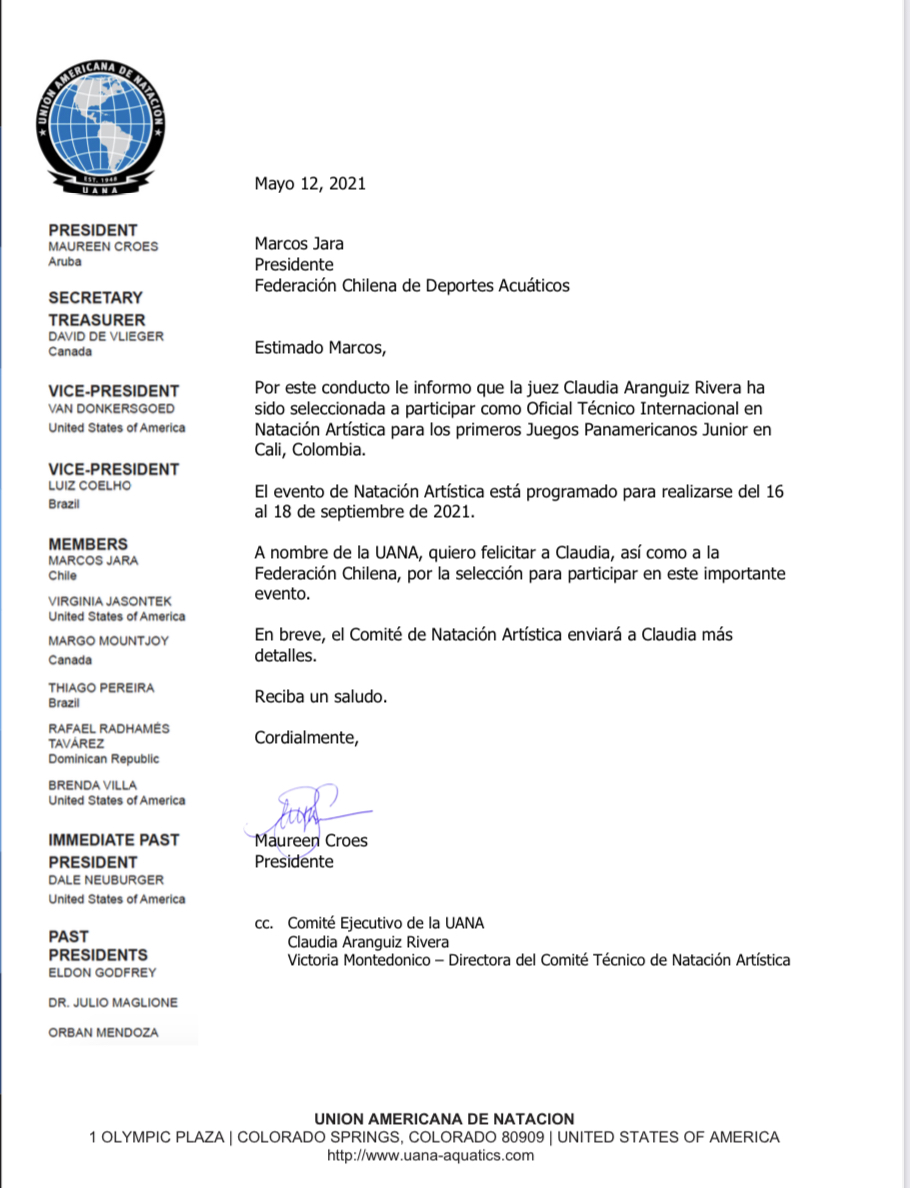 UNIÓN AMERICANA DE NATACIÓN
EST. 1948
UANA
Mayo 12, 2021
Marcos Jara
Presidente
Federación Chilena de Deportes Acuáticos
Estimado Marcos,
Por este conducto le informo que la juez Claudia Aranguiz Rivera ha
sido seleccionada a participar como Oficial Técnico Internacional en
Natación Artística para los primeros Juegos Panamericanos Junior en
Cali, Colombia.
El evento de Natación Artística está programado para realizarse del 16
al 18 de septiembre de 2021.
A nombre de la UANA, quiero felicitar a Claudia, así como a la
Federación Chilena, por la selección para participar en este importante
evento.
En breve, el Comité de Natación Artística enviará a Claudia más
detalles.
Reciba un saludo.
Cordialmente,
Maureen Croes
Presidente
cc. Comité Ejecutivo de la UANA
Claudia Aranguiz Rivera
Victoria Montedonico – Directora del Comité Técnico de Natación Artística
PRESIDENT
MAUREEN CROES
Aruba
SECRETARY
TREASURER
DAVID DE VLIEGER
Canada
VICE-PRESIDENT
VAN DONKERSGOED
United States of America
VICE-PRESIDENT
LUIZ COELHO
Brazil
MEMBERS
MARCOS JARA
Chile
VIRGINIA JASONTEK
United States of America
MARGO MOUNTJOY
Canada
THIAGO PEREIRA
Brazil
RAFAEL RADHAMÉS
TAVÁREZ
Dominican Republic
BRENDA VILLA
United States of America
IMMEDIATE PAST
PRESIDENT
DALE NEUBURGER
United States of America
PAST
PRESIDENTS
ELDON GODFREY
DR. JULIO MAGLIONE
ORBAN MENDOZA
UNION AMERICANA DE NATACION
1 OLYMPIC PLAZA | COLORADO SPRINGS, COLORADO 80909 | UNITED STATES OF AMERICA
http://www.uana-aquatics.com